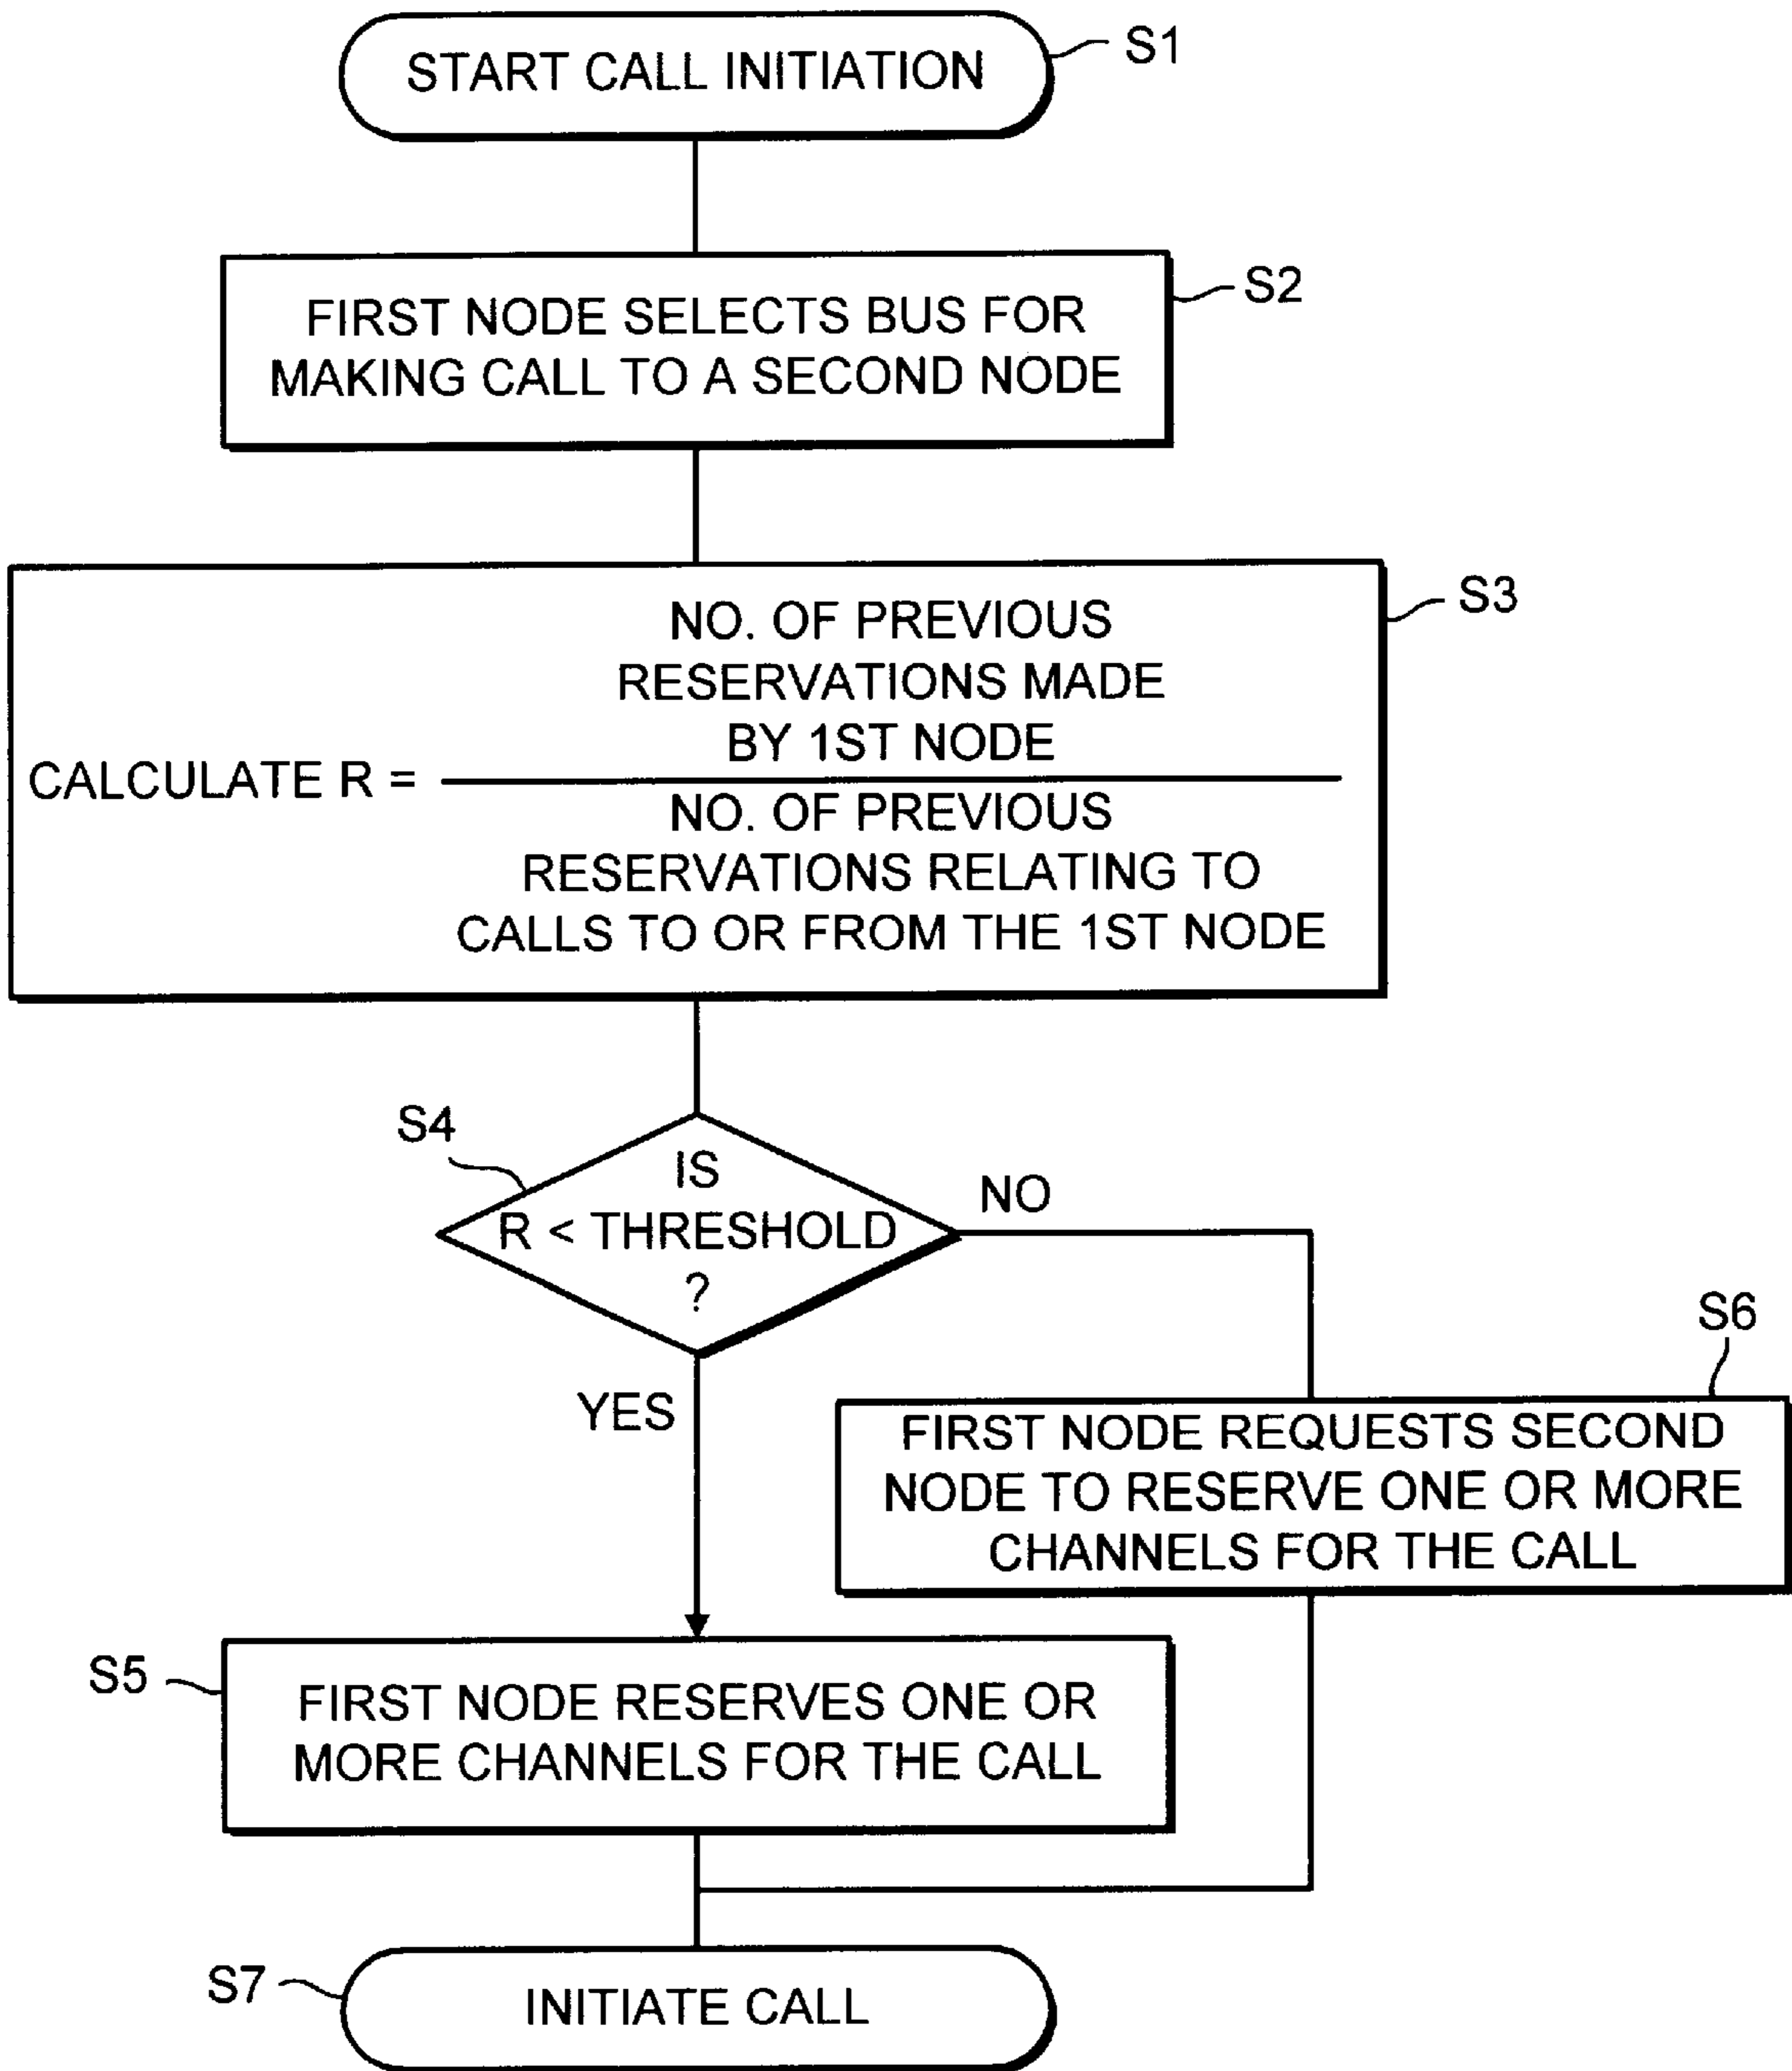 START CALL INITIATION
S1
FIRST NODE SELECTS BUS FOR
MAKING CALL TO A SECOND NODE
S2
NO. OF PREVIOUS
RESERVATIONS MADE
BY 1ST NODE
CALCULATE R =
NO. OF PREVIOUS
RESERVATIONS RELATING TO
CALLS TO OR FROM THE 1ST NODE
S3
S4
IS
R < THRESHOLD
?
NO
YES
S6
FIRST NODE REQUESTS SECOND
NODE TO RESERVE ONE OR MORE
CHANNELS FOR THE CALL
S5
FIRST NODE RESERVES ONE OR
MORE CHANNELS FOR THE CALL
S7
INITIATE CALL